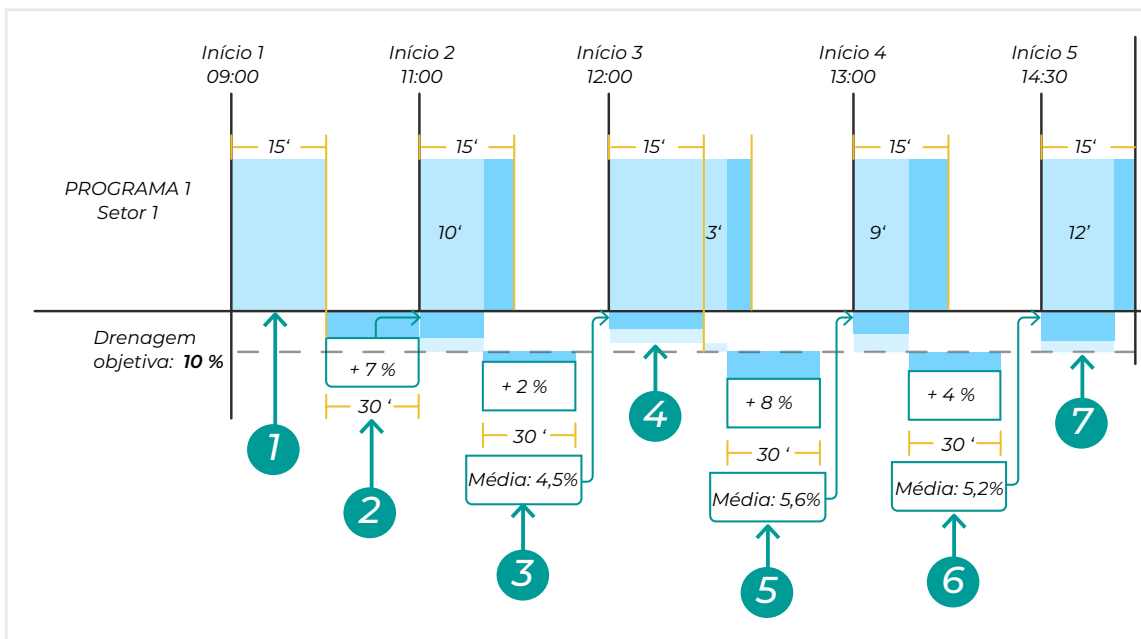 Início 1
09:00
Início 2
11:00
Início 3
12:00
Início 4
13:00
Início 5
14:30
15‘
15‘
15‘
15‘
15‘
PROGRAMA 1
Setor 1
10‘
3‘
9‘
12’
Drenagem
objetiva: 10 %
+ 7 %
+ 2 %
+ 8 %
+ 4 %
30 ‘
30 ‘
30 ‘
30 ‘
Média: 4,5%
Média: 5,6%
Média: 5,2%
1
2
3
4
5
6
7